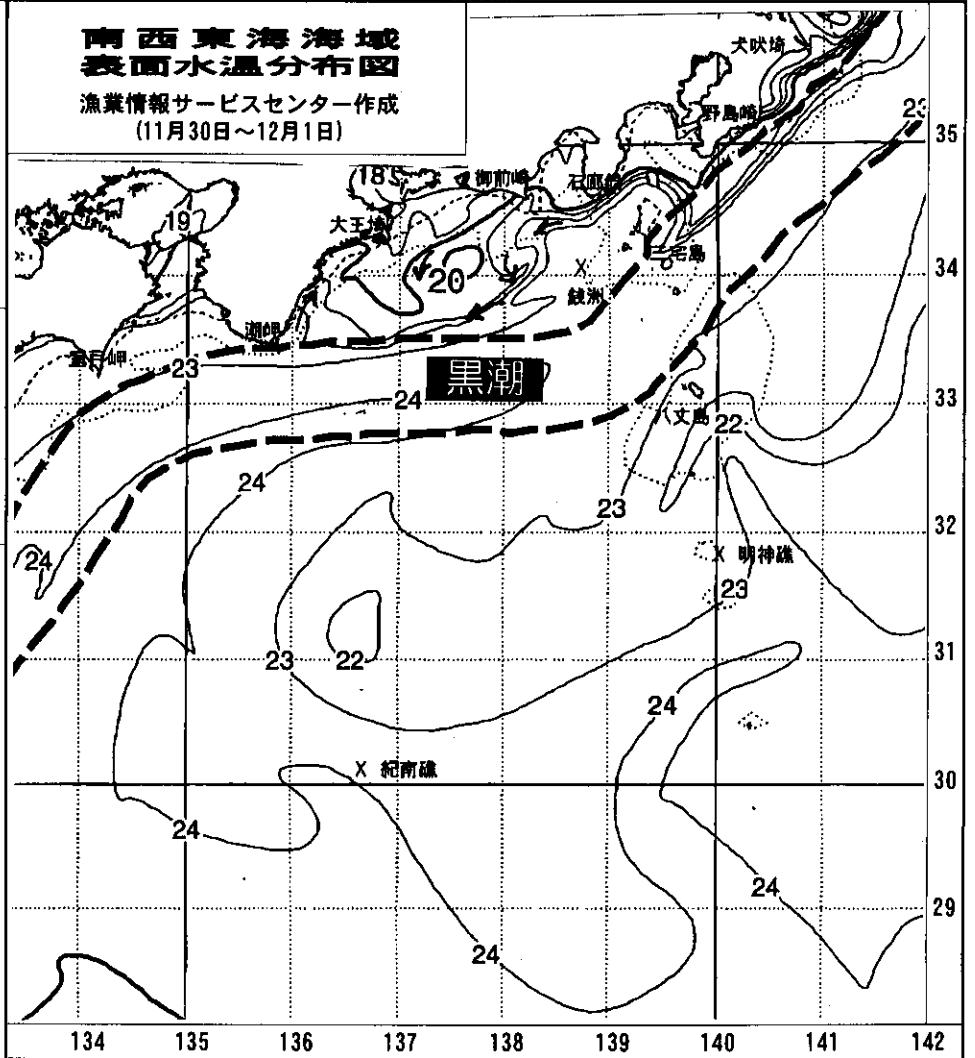 南西東海海域
表面水温分布図
漁業情報サービスセンター作成
(11月30日～12月1日)
犬吠埼
野島崎
23
35
18.5
御前崎
石廊崎
19
大王埼
三宅島
20
34
銭洲
潮岬
室戸岬
23
黒潮
24
33
八丈島
22
24
23
32
24
X 明神礁
23
23
22
31
24
X 紀南礁
30
24
24
29
24
134 135 136 137 138 139 140 141 142